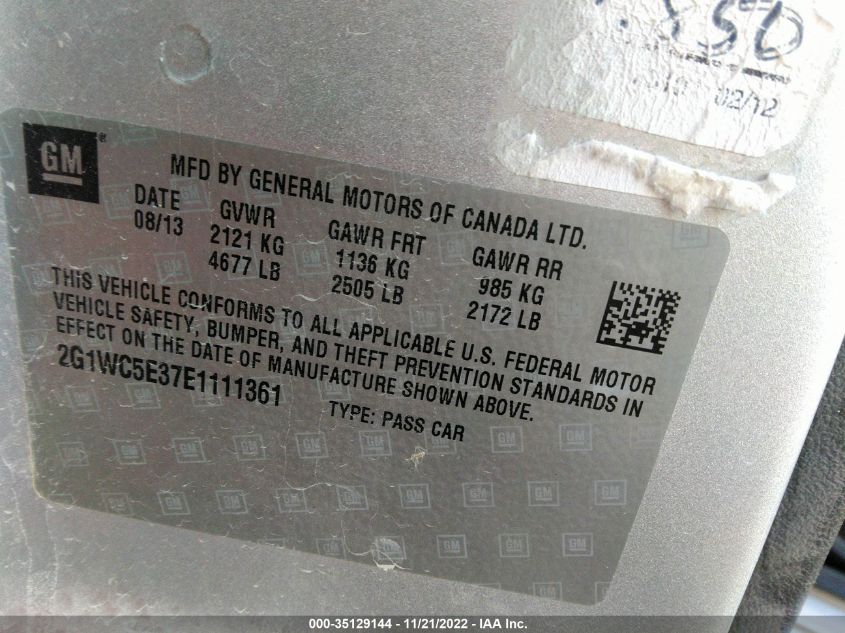 850
02/12
GM
MFD BY GENERAL MOTORS OF CANADA LTD.
DATE GVWR GAWR FRT GAWR RR
08/13 2121 KG 1136 KG 985 KG
4677 LB 2505 LB 2172 LB
THIS VEHICLE CONFORMS TO ALL APPLICABLE U.S. FEDERAL MOTOR
VEHICLE SAFETY, BUMPER, AND THEFT PREVENTION STANDARDS IN
EFFECT ON THE DATE OF MANUFACTURE SHOWN ABOVE.
2G1WC5E37E1111361 TYPE: PASS CAR
000-35129144 - 11/21/2022 - IAA Inc.